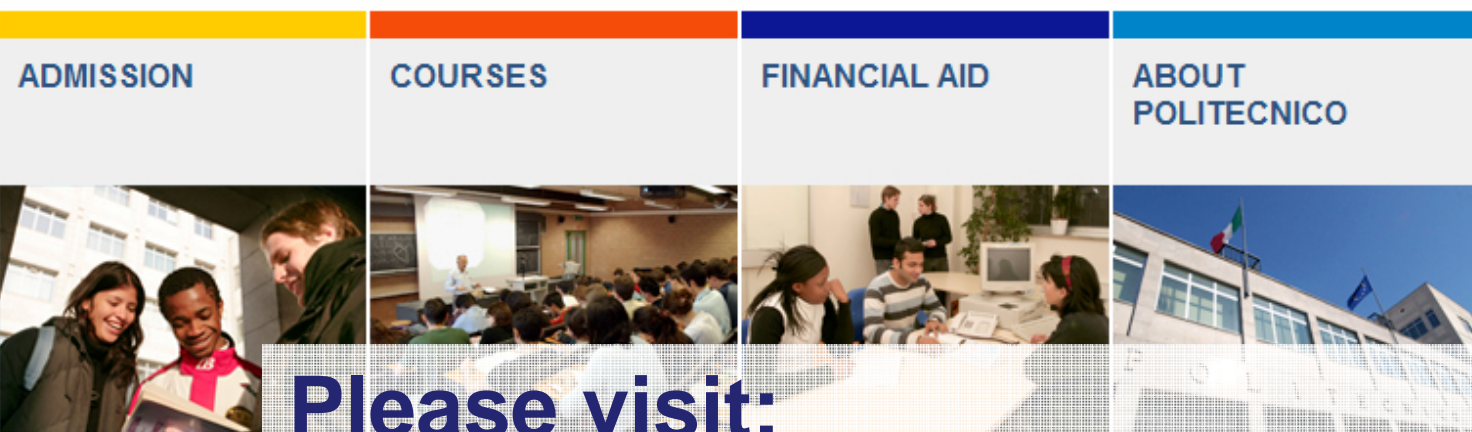 ADMISSION
COURSES
FINANCIAL AID
ABOUT
POLITECNICO
Please visit: